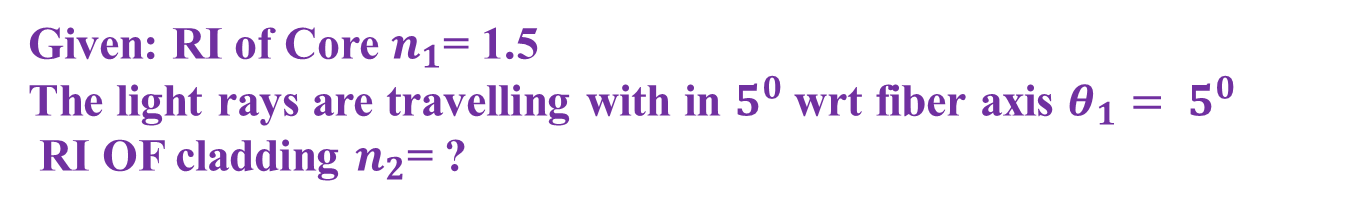 Given: RI of Core n₁= 1.5
The light rays are travelling with in 5⁰ wrt fiber axis θ₁ = 5⁰
RI OF cladding n₂= ?